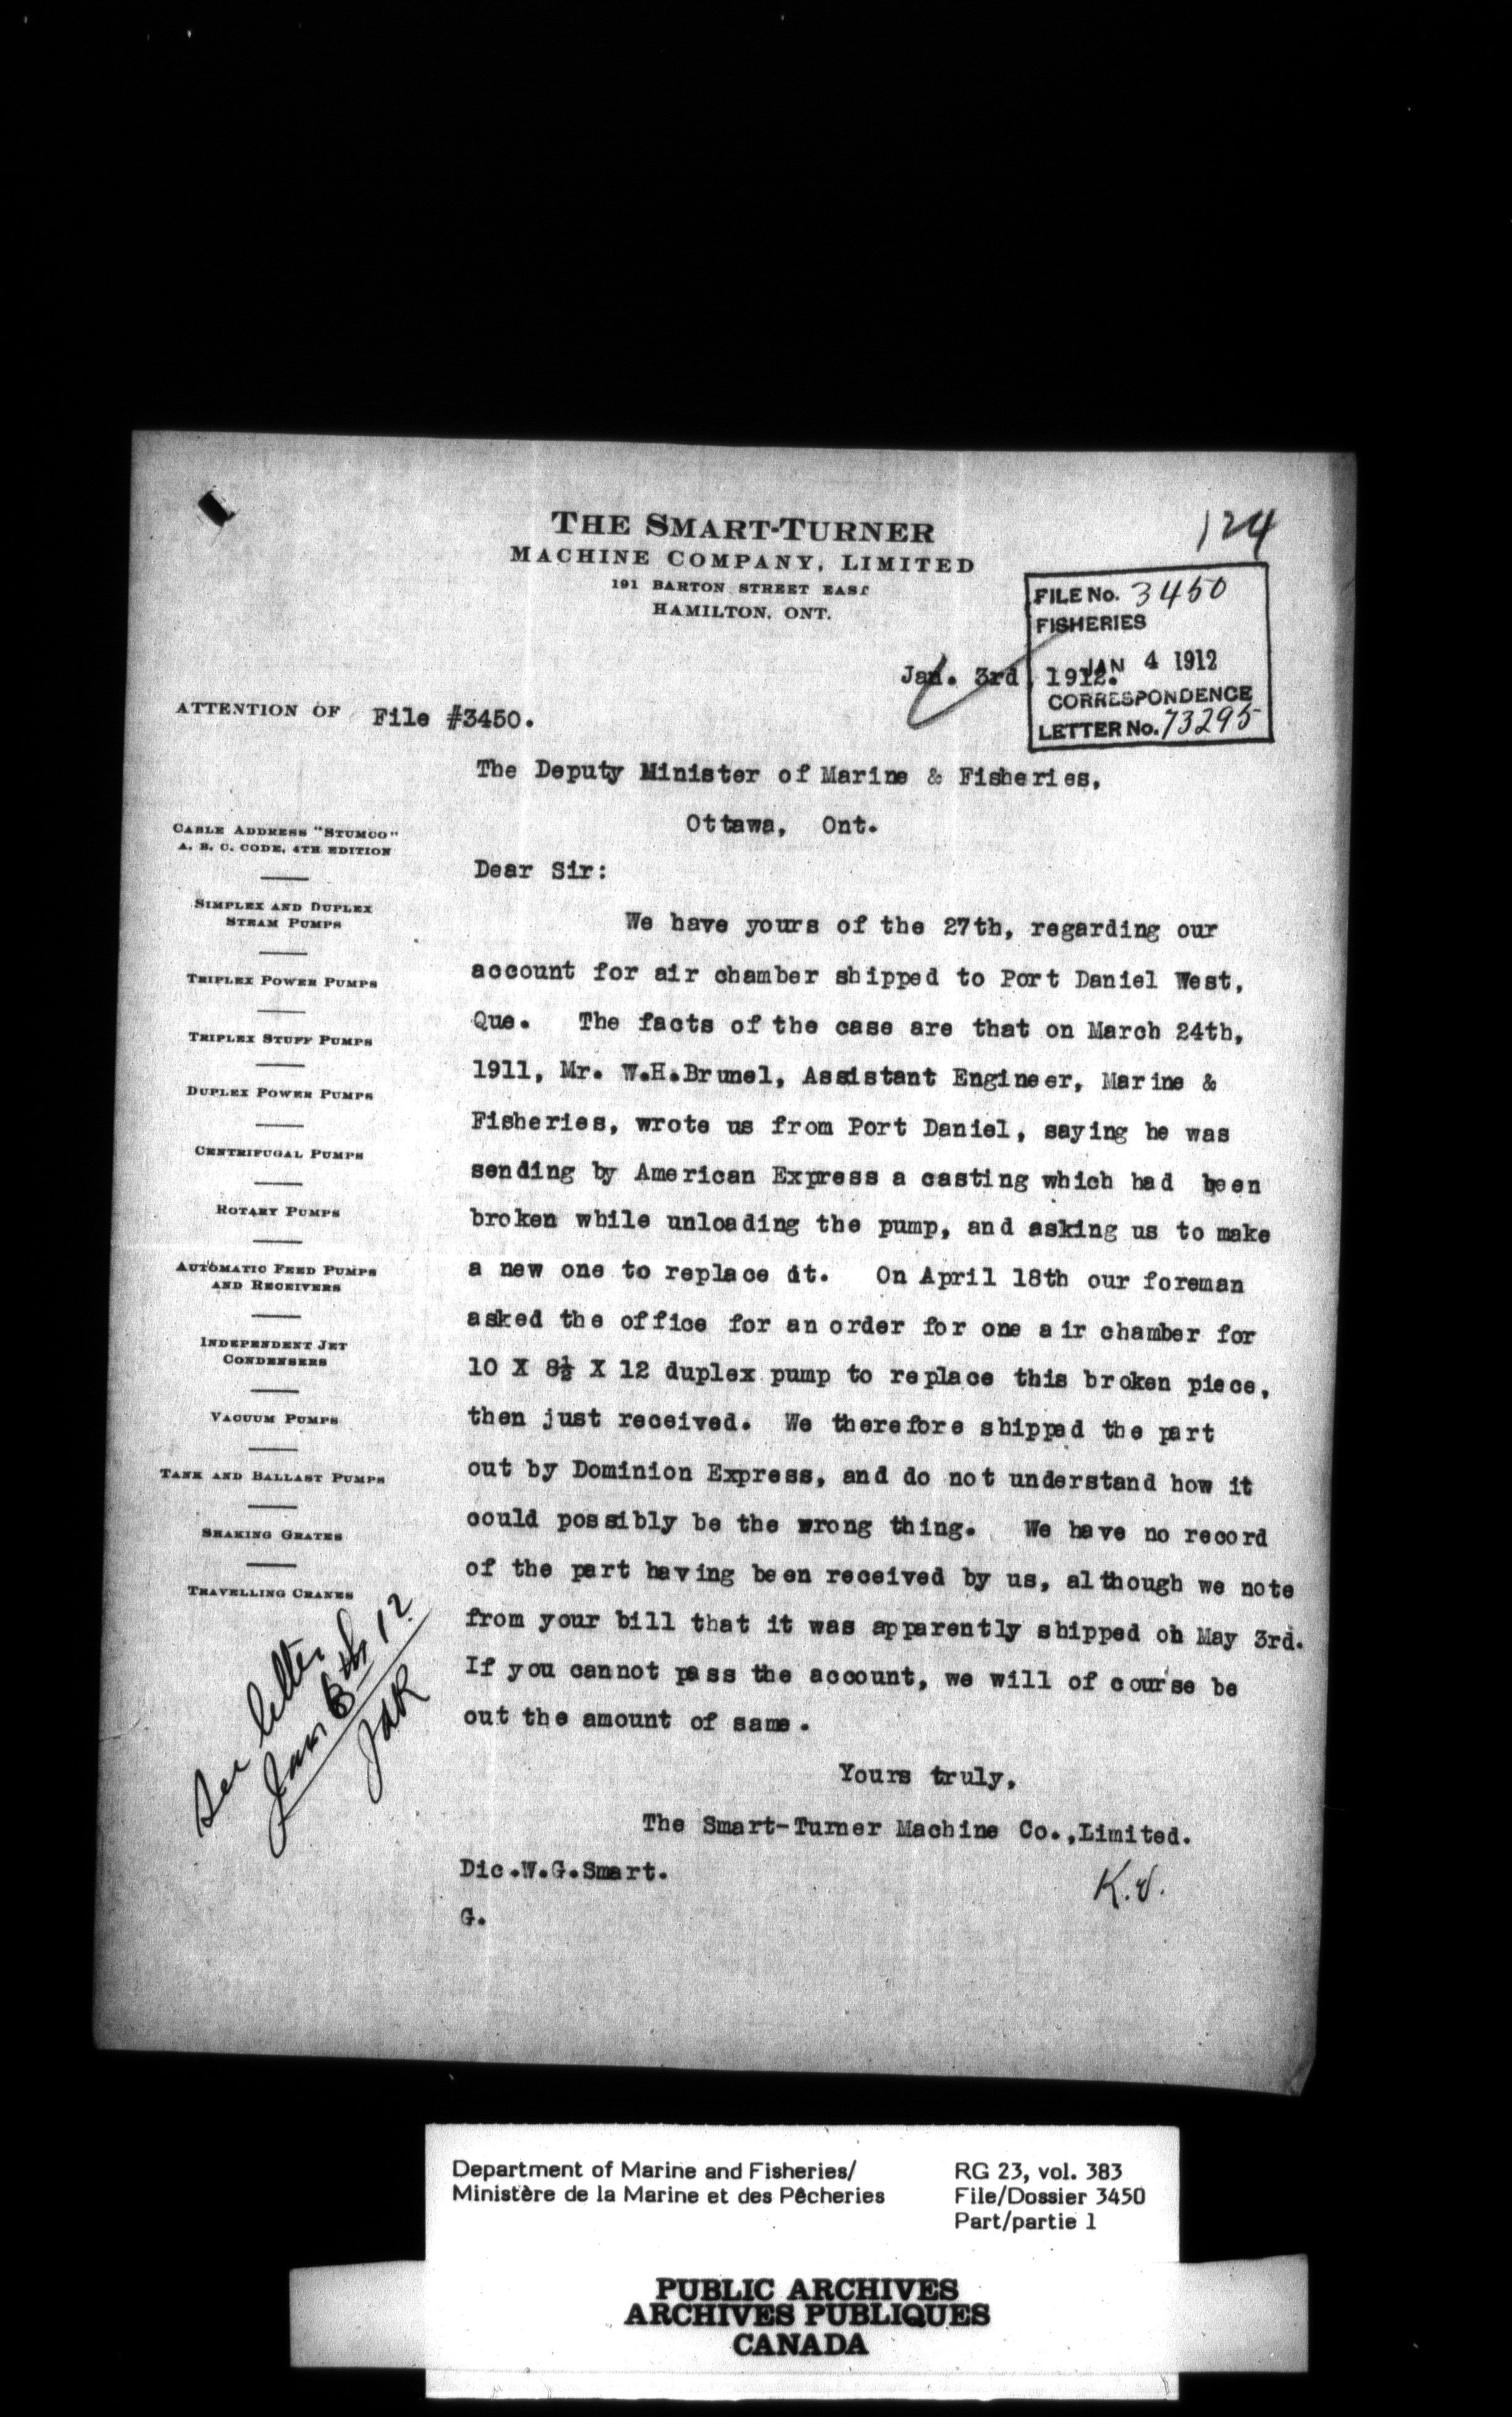 124
THE SMART-TURNER
MACHINE COMPANY, LIMITED
191 BARTON STREET EAST
HAMILTON, ONT.
FILE No. 3450
FISHERIES
JAN 4 1912
CORRESPONDENCE
LETTER No. 73295
Jan. 3rd, 1912.
ATTENTION OF File #3450.
The Deputy Minister of Marine & Fisheries,
Ottawa, Ont.
CABLE ADDRESS "STUMCO"
A. B. C. CODE, 4TH EDITION
SIMPLEX AND DUPLEX
STEAM PUMPS
TRIPLEX POWER PUMPS
TRIPLEX STUFF PUMPS
DUPLEX POWER PUMPS
CENTRIFUGAL PUMPS
ROTARY PUMPS
AUTOMATIC FEED PUMPS
AND RECEIVERS
INDEPENDENT JET
CONDENSERS
VACUUM PUMPS
TANK AND BALLAST PUMPS
SHAKING GRATES
TRAVELLING CRANES
Dear Sir:
We have yours of the 27th, regarding our
account for air chamber shipped to Port Daniel West,
Que. The facts of the case are that on March 24th,
1911, Mr. W.H.Brunel, Assistant Engineer, Marine &
Fisheries, wrote us from Port Daniel, saying he was
sending by American Express a casting which had been
broken while unloading the pump, and asking us to make
a new one to replace it. On April 18th our foreman
asked the office for an order for one air chamber for
10 X 8½ X 12 duplex pump to replace this broken piece,
then just received. We therefore shipped the part
out by Dominion Express, and do not understand how it
could possibly be the wrong thing. We have no record
of the part having been received by us, although we note
from your bill that it was apparently shipped on May 3rd.
If you cannot pass the account, we will of course be
out the amount of same.
Yours truly,
The Smart-Turner Machine Co.,Limited.
Dic.W.G.Smart.
G.
See letter
Jan 8th 12
Department of Marine and Fisheries/
Ministère de la Marine et des Pêcheries
RG 23, vol. 383
File/Dossier 3450
Part/partie 1
PUBLIC ARCHIVES
ARCHIVES PUBLIQUES
CANADA